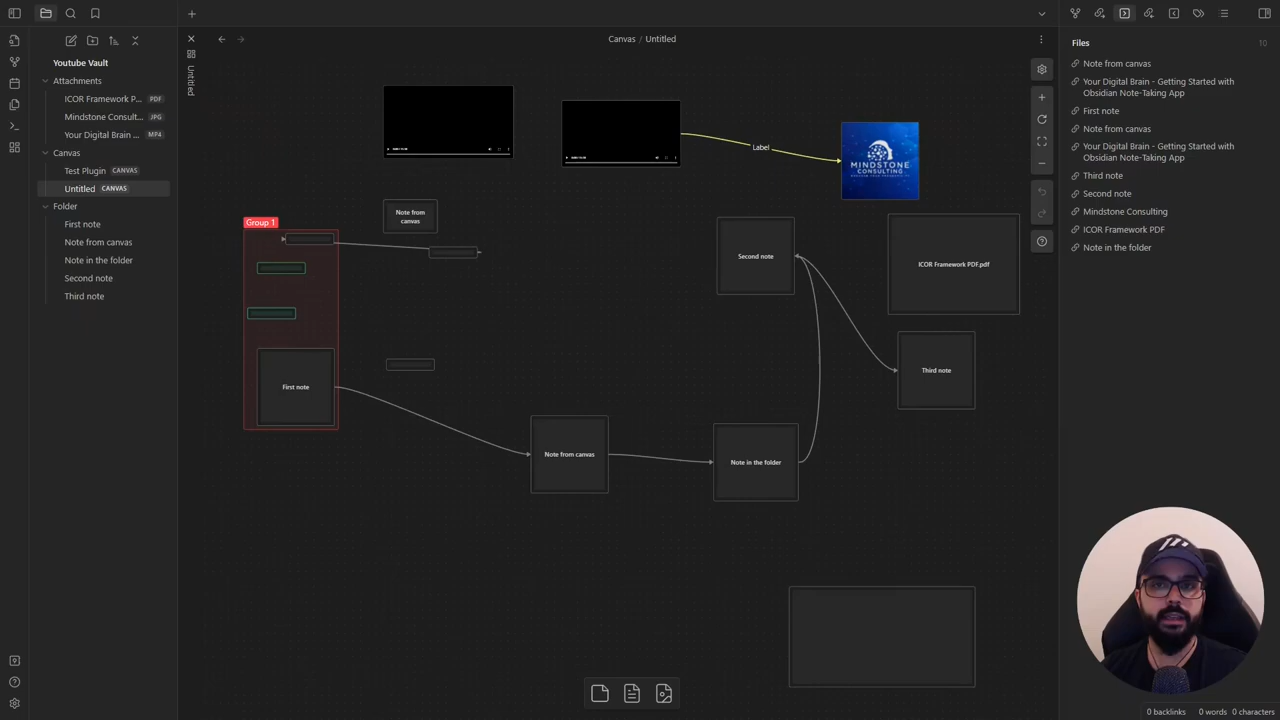 Youtube Vault
Attachments
ICOR Framework P... PDF
Mindstone Consult... JPG
Your Digital Brain ... MP4
Canvas
Test Plugin CANVAS
Untitled CANVAS
Folder
First note
Note from canvas
Note in the folder
Second note
Third note
Untitled
Canvas / Untitled
Label
MINDSTONE
CONSULTING
Note from
canvas
Group 1
Second note
ICOR Framework PDF.pdf
Third note
First note
Note from canvas
Note in the folder
Files 10
Note from canvas
Your Digital Brain - Getting Started with
Obsidian Note-Taking App
First note
Note from canvas
Your Digital Brain - Getting Started with
Obsidian Note-Taking App
Third note
Second note
Mindstone Consulting
ICOR Framework PDF
Note in the folder
0 backlinks 0 words 0 characters